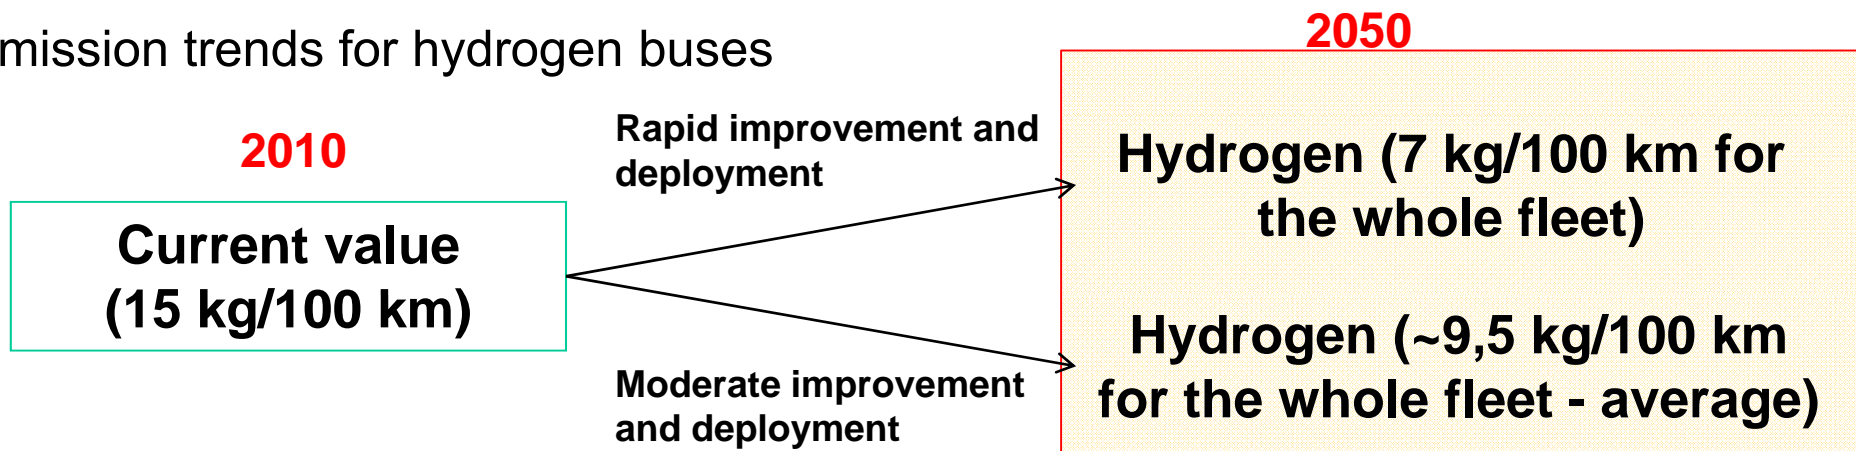 mission trends for hydrogen buses
2010
Current value
(15 kg/100 km)
Rapid improvement and
deployment
Moderate improvement
and deployment
2050
Hydrogen (7 kg/100 km for
the whole fleet)
Hydrogen (~9,5 kg/100 km
for the whole fleet - average)